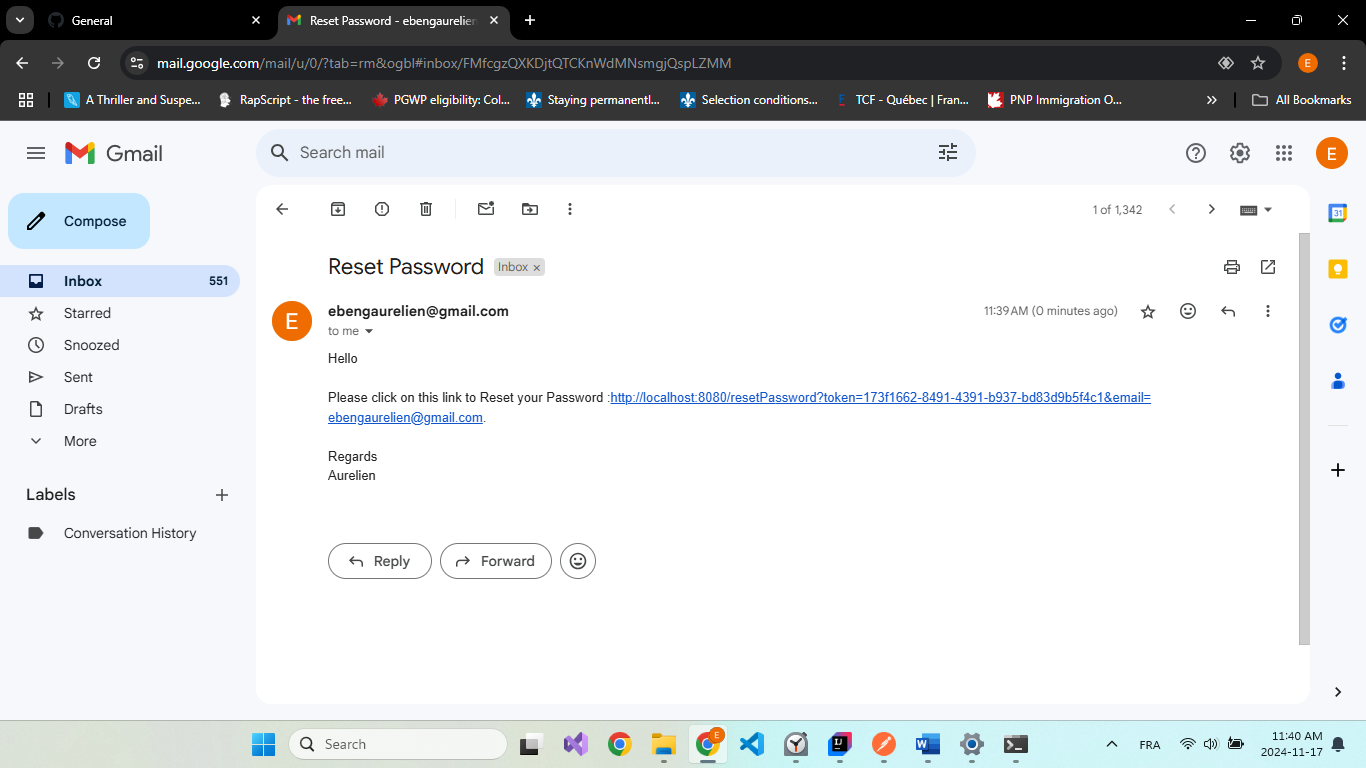 General
Reset Password - ebengaurelien
mail.google.com/mail/u/0/?tab=rm&ogbl#inbox/FMfcgzQXKDjtQTCKnWdMNsmgjQspLZMM
E
A Thriller and Suspe...
RapScript - the free...
PGWP eligibility: Col...
Staying permanentl...
Selection conditions...
TCF - Québec | Fran...
PNP Immigration O...
All Bookmarks
Gmail
Search mail
E
Compose
1 of 1,342
31
Reset Password
Inbox
Inbox
551
Starred
Snoozed
Sent
Drafts
More
Labels
Conversation History
E
ebengaurelien@gmail.com
11:39 AM (0 minutes ago)
to me
Hello
Please click on this link to Reset your Password :http://localhost:8080/resetPassword?token=173f1662-8491-4391-b937-bd83d9b5f4c1&email=
ebengaurelien@gmail.com.
Regards
Aurelien
Reply
Forward
Search
E
FRA
11:40 AM
2024-11-17